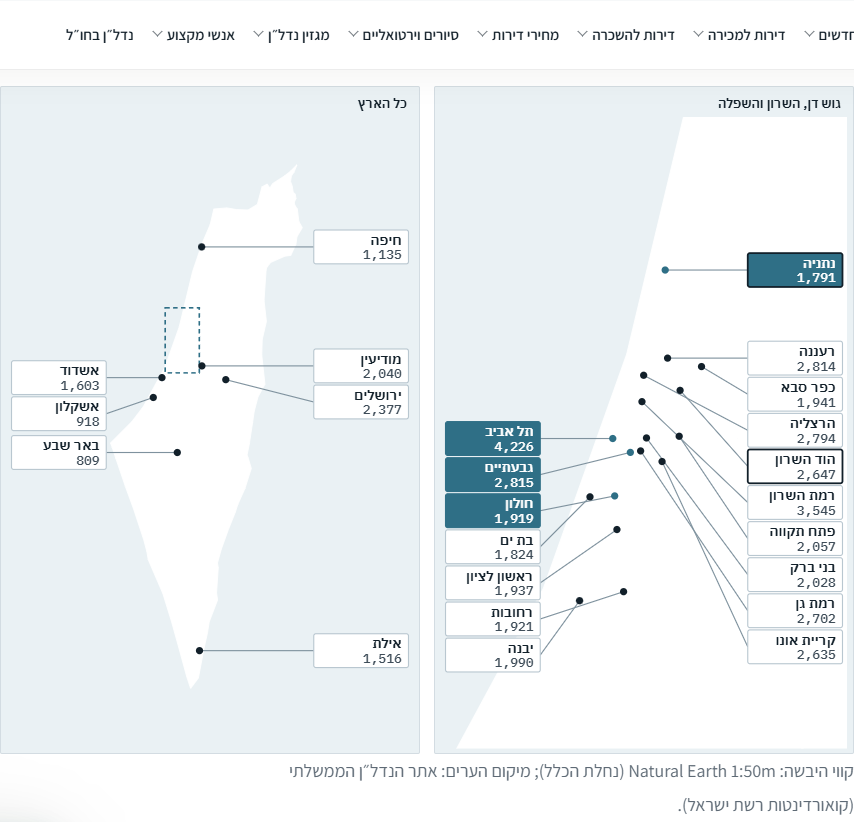 חדשים דירות למכירה דירות להשכרה מחירי דירות סיורים וירטואליים מגזין נדל״ן אנשי מקצוע נדל״ן בחו״ל
גוש דן, השרון והשפלה
נתניה
1,791
רעננה
2,814
כפר סבא
1,941
הרצליה
2,794
הוד השרון
2,647
רמת השרון
3,545
פתח תקווה
2,057
בני ברק
2,028
רמת גן
2,702
קריית אונו
2,635
תל אביב
4,226
גבעתיים
2,815
חולון
1,919
בת ים
1,824
ראשון לציון
1,937
רחובות
1,921
יבנה
1,990
כל הארץ
חיפה
1,135
מודיעין
2,040
ירושלים
2,377
אשדוד
1,603
אשקלון
918
באר שבע
809
אילת
1,516
קווי היבשה: Natural Earth 1:50m (נחלת הכלל); מיקום הערים: אתר הנדל״ן הממשלתי
(קואורדינטות רשת ישראל).